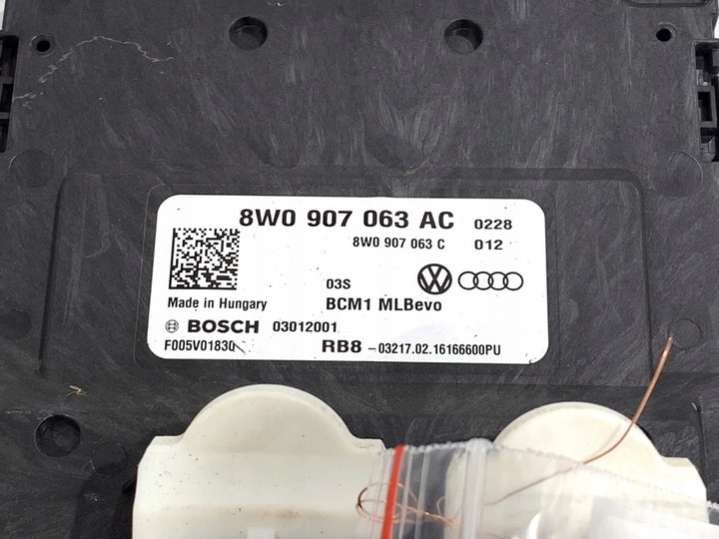 8W0 907 063 AC 0228
8W0 907 063 C 012
03S
Made in Hungary BCM1 MLBevo
BOSCH 03012001
F005V01830 RB8 -03217.02.16166600PU